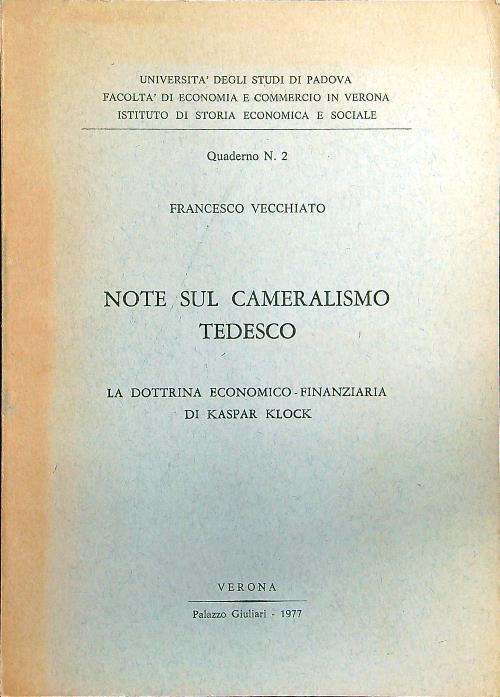 UNIVERSITA' DEGLI STUDI DI PADOVA
FACOLTA' DI ECONOMIA E COMMERCIO IN VERONA
ISTITUTO DI STORIA ECONOMICA E SOCIALE
Quaderno N. 2
FRANCESCO VECCHIATO
NOTE SUL CAMERALISMO
TEDESCO
LA DOTTRINA ECONOMICO-FINANZIARIA
DI KASPAR KLOCK
VERONA
Palazzo Giuliari - 1977